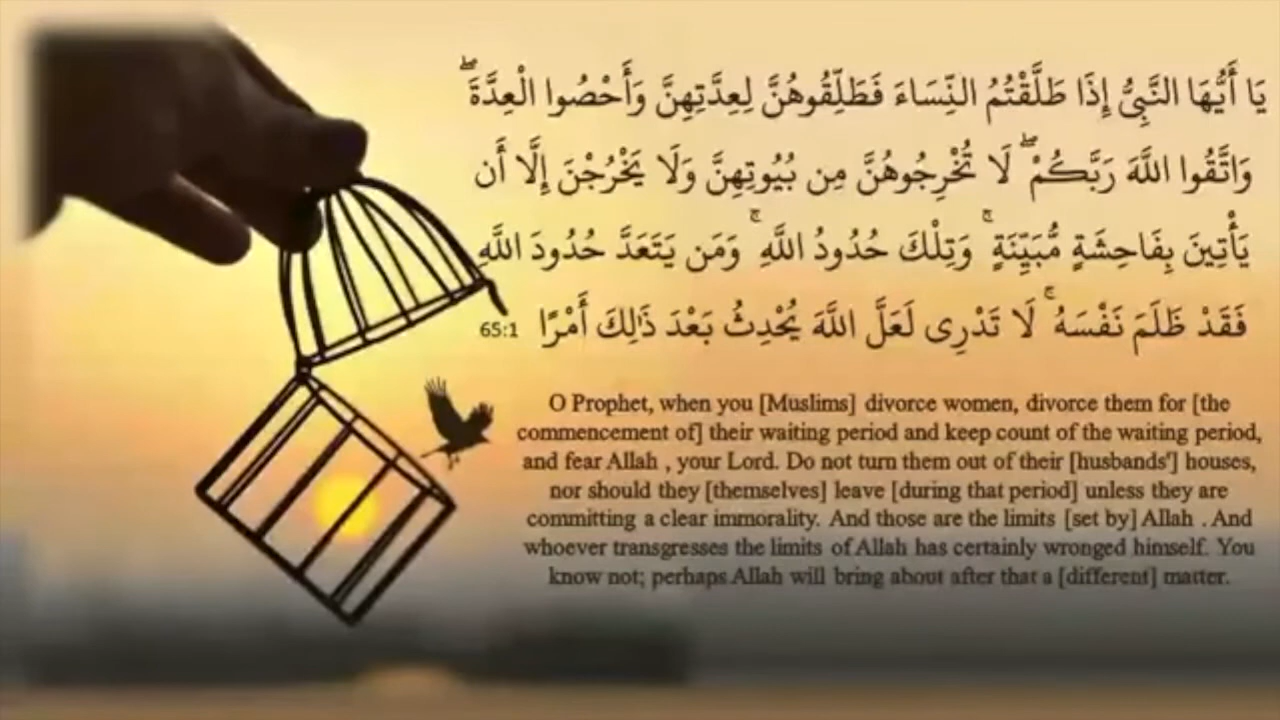 يَا أَيُّهَا النَّبِيُّ إِذَا طَلَّقْتُمُ النِّسَاءَ فَطَلِّقُوهُنَّ لِعِدَّتِهِنَّ وَأَحْصُوا الْعِدَّةَ ۖ
وَاتَّقُوا اللَّهَ رَبَّكُمْ ۖ لَا تُخْرِجُوهُنَّ مِن بُيُوتِهِنَّ وَلَا يَخْرُجْنَ إِلَّا أَن
يَأْتِينَ بِفَاحِشَةٍ مُّبَيِّنَةٍ ۚ وَتِلْكَ حُدُودُ اللَّهِ ۚ وَمَن يَتَعَدَّ حُدُودَ اللَّهِ
فَقَدْ ظَلَمَ نَفْسَهُ ۚ لَا تَدْرِى لَعَلَّ اللَّهَ يُحْدِثُ بَعْدَ ذَٰلِكَ أَمْرًا 65:1
O Prophet, when you [Muslims] divorce women, divorce them for [the
commencement of] their waiting period and keep count of the waiting period,
and fear Allah , your Lord. Do not turn them out of their [husbands'] houses,
nor should they [themselves] leave [during that period] unless they are
committing a clear immorality. And those are the limits [set by] Allah . And
whoever transgresses the limits of Allah has certainly wronged himself. You
know not; perhaps Allah will bring about after that a [different] matter.